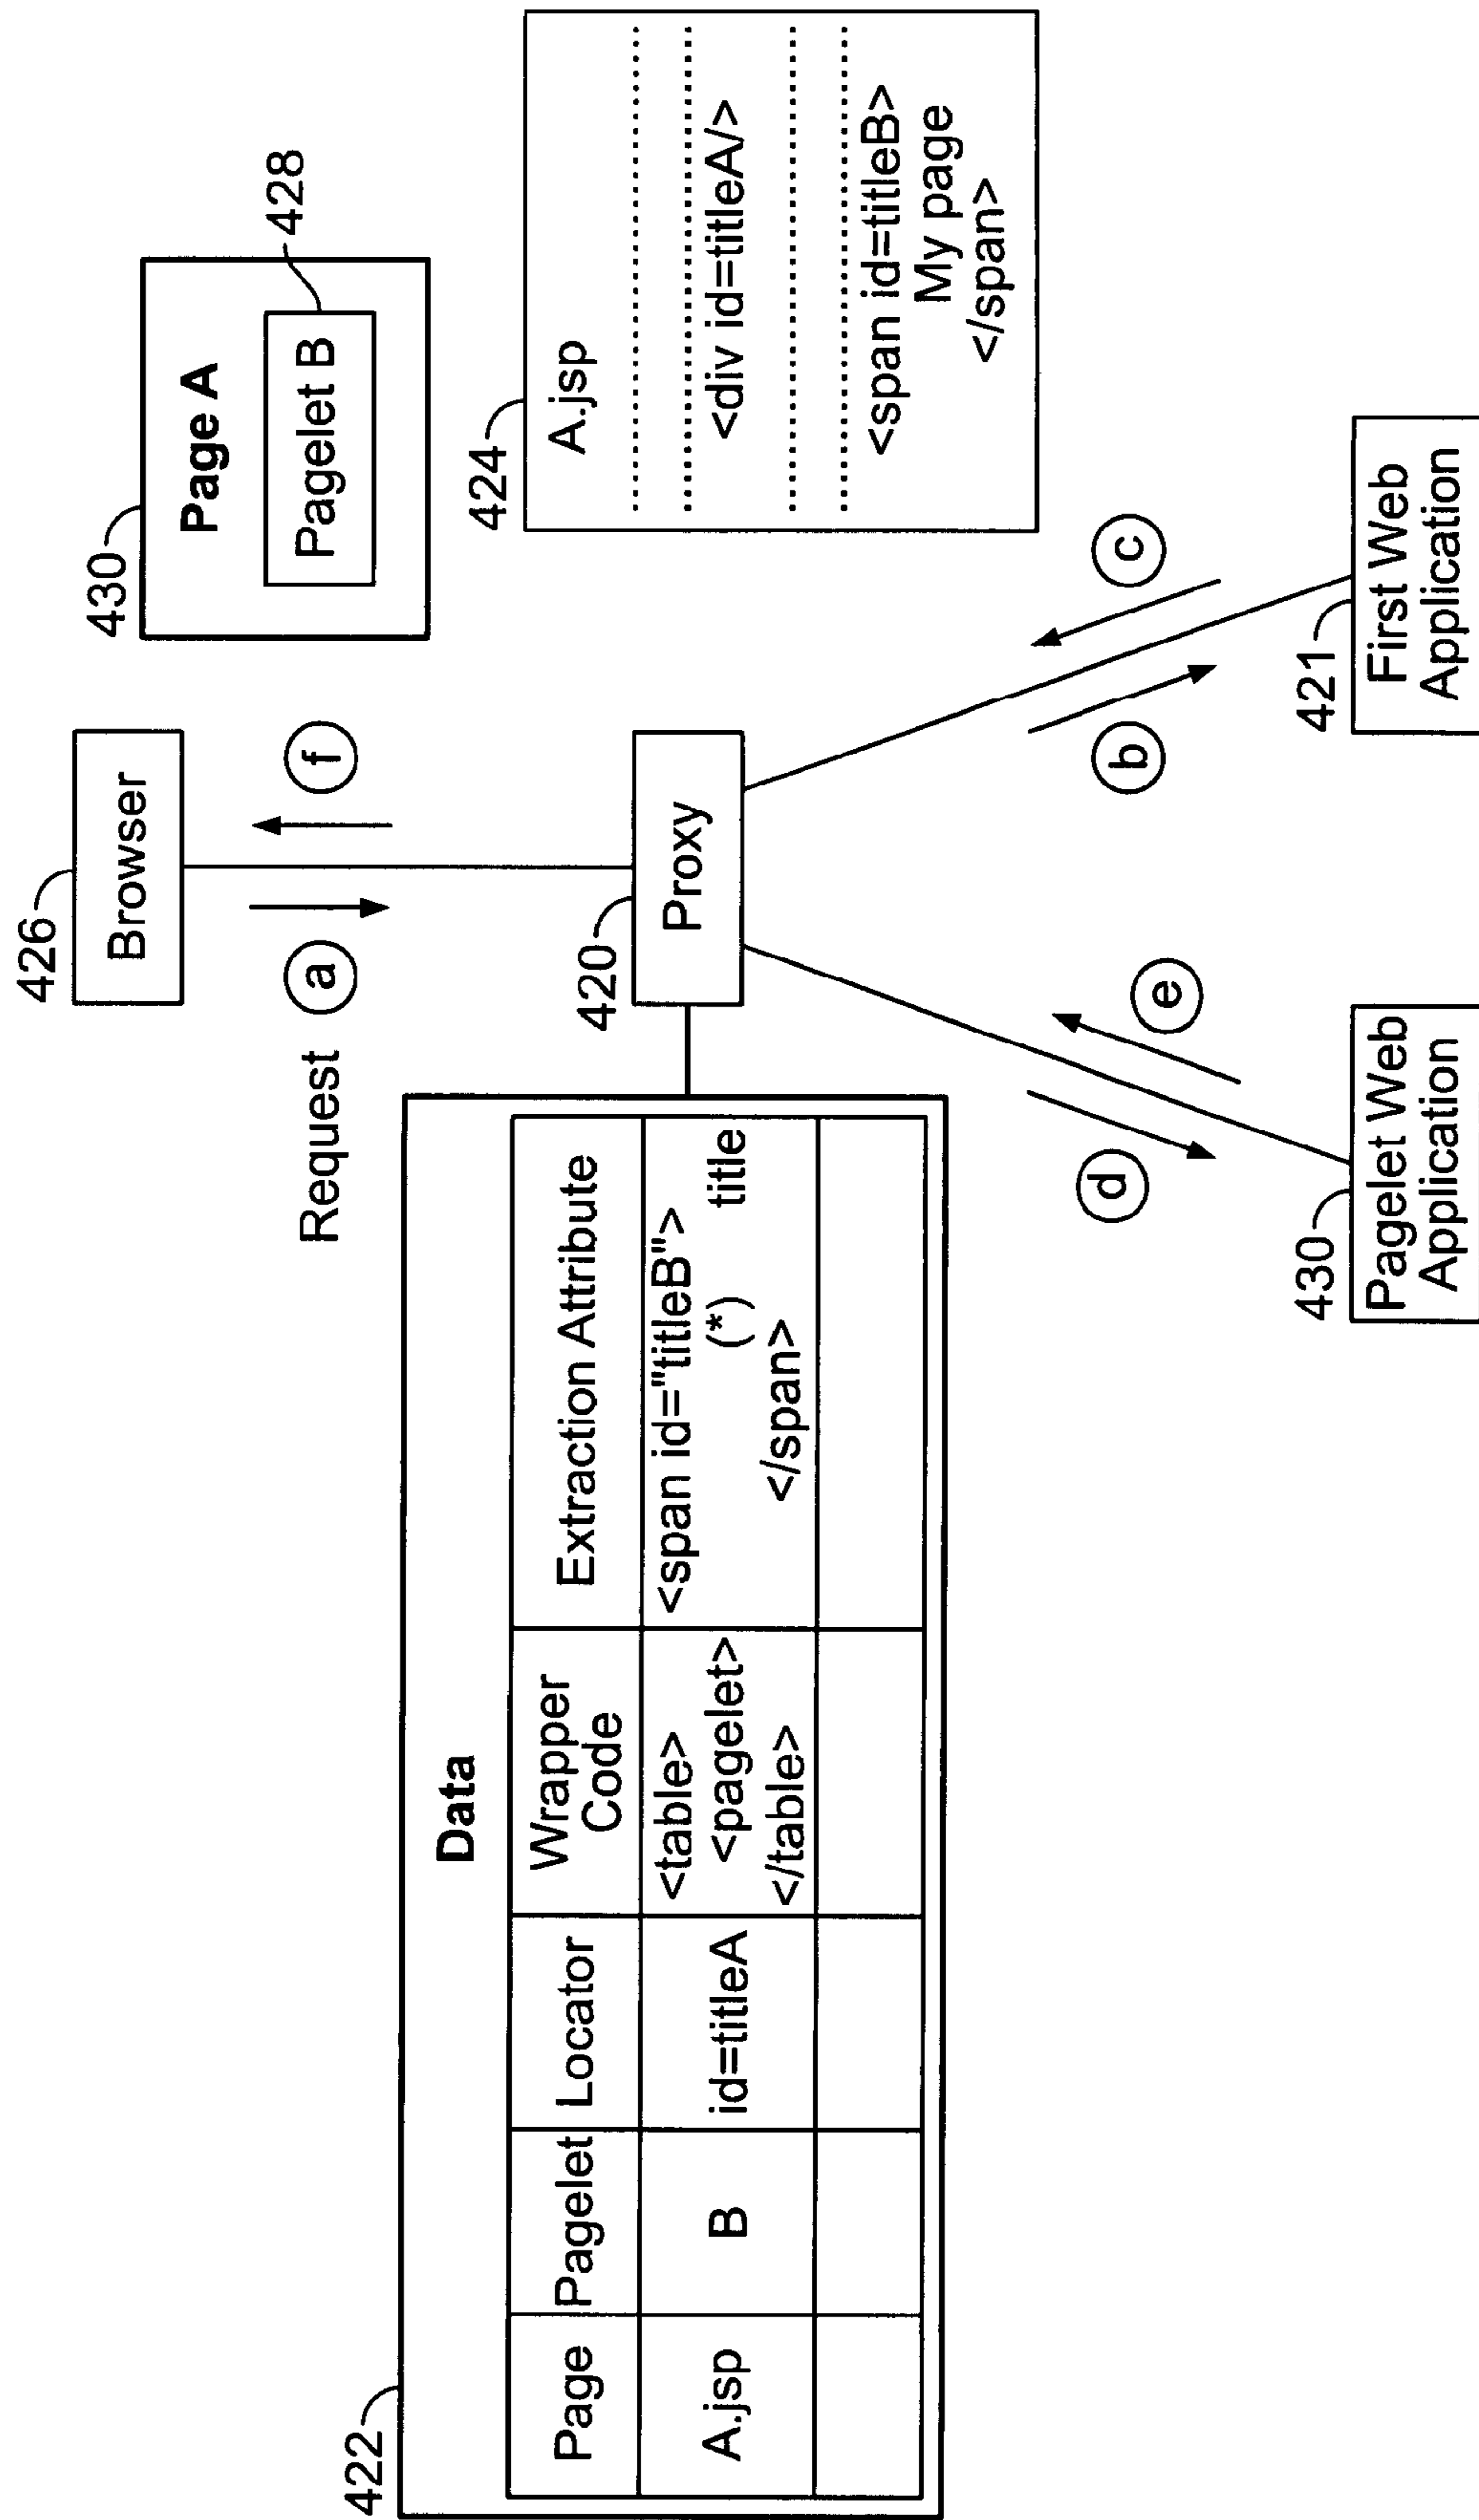 422
Data
Page
Pagelet
Locator
Wrapper
Code
Extraction Attribute
A.jsp
B
id=titleA
<table>
<pagelet>
</table>
<span id="titleB">
(*) title
</span>
426
Browser
Request
a
f
420
Proxy
430
Page A
Pagelet B
428
424
A.jsp
<div id=titleA/>
<span id=titleB>
My page
</span>
d
e
b
c
430
Pagelet Web
Application
421
First Web
Application